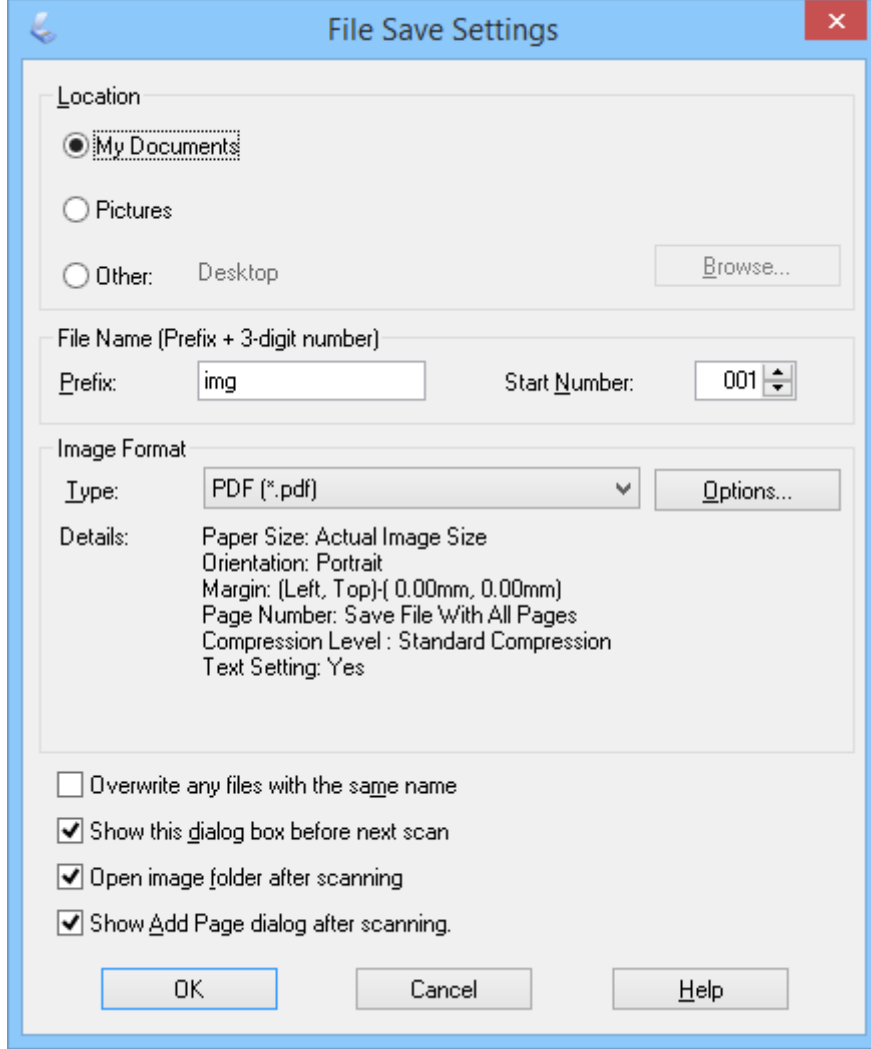 File Save Settings
Location
My Documents
Pictures
Other: Desktop Browse...
File Name (Prefix + 3-digit number)
Prefix: img Start Number: 001
Image Format
Type: PDF (*.pdf) Options...
Details: Paper Size: Actual Image Size
Orientation: Portrait
Margin: (Left, Top)-( 0.00mm, 0.00mm)
Page Number: Save File With All Pages
Compression Level : Standard Compression
Text Setting: Yes
Overwrite any files with the same name
Show this dialog box before next scan
Open image folder after scanning
Show Add Page dialog after scanning.
OK Cancel Help